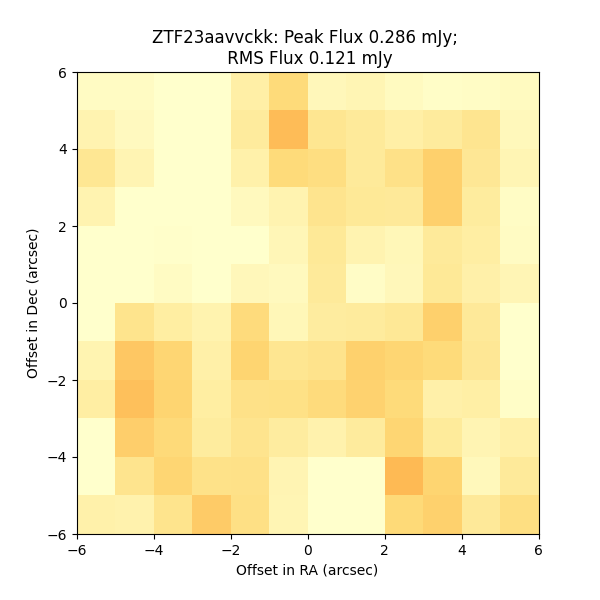 ZTF23aavvckk: Peak Flux 0.286 mJy;
RMS Flux 0.121 mJy
6
4
2
0
−2
−4
−6
Offset in Dec (arcsec)
−6 −4 −2 0 2 4 6
Offset in RA (arcsec)